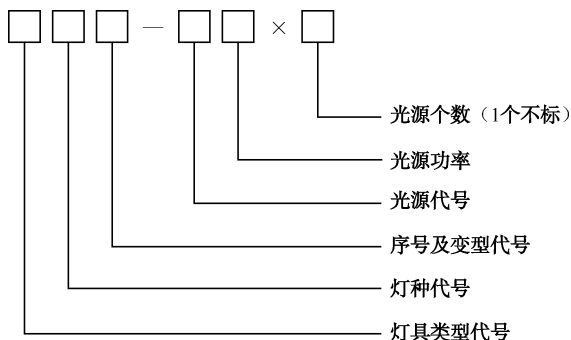 — ×
光源个数（1个不标）
光源功率
光源代号
序号及变型代号
灯种代号
灯具类型代号